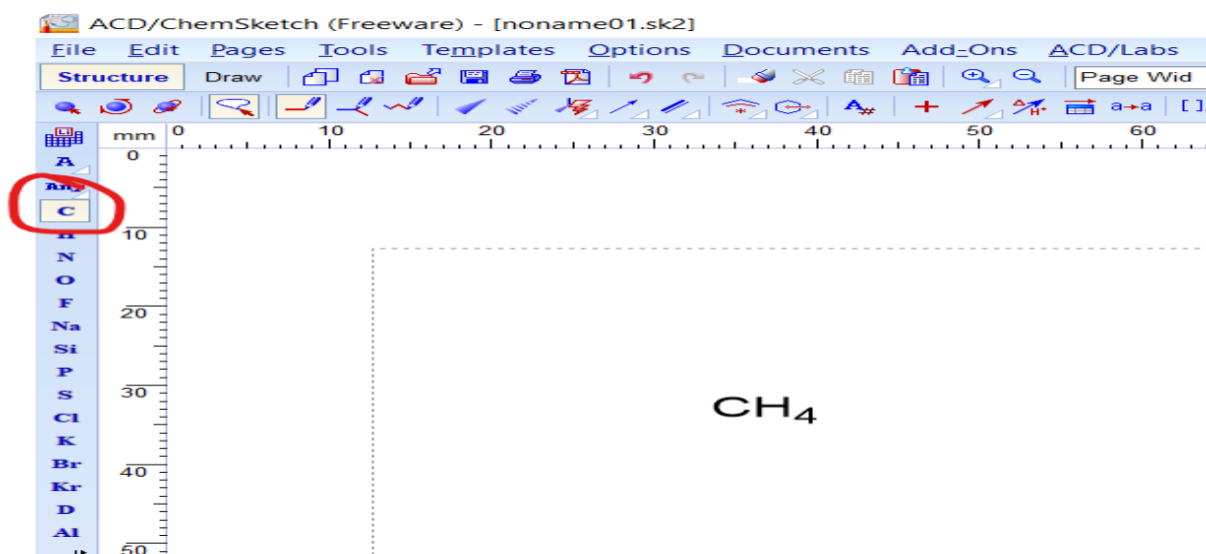 ACD/ChemSketch (Freeware) - [noname01.sk2]
File Edit Pages Tools Templates Options Documents Add-Ons ACD/Labs
Structure Draw Page Wid
A# + H- a→a []
mm 0 10 20 30 40 50 60
0
A
C
10
N
O
F
20
Na
Si
P
30
S
CH₄
Cl
K
Br
40
Kr
D
Al
50